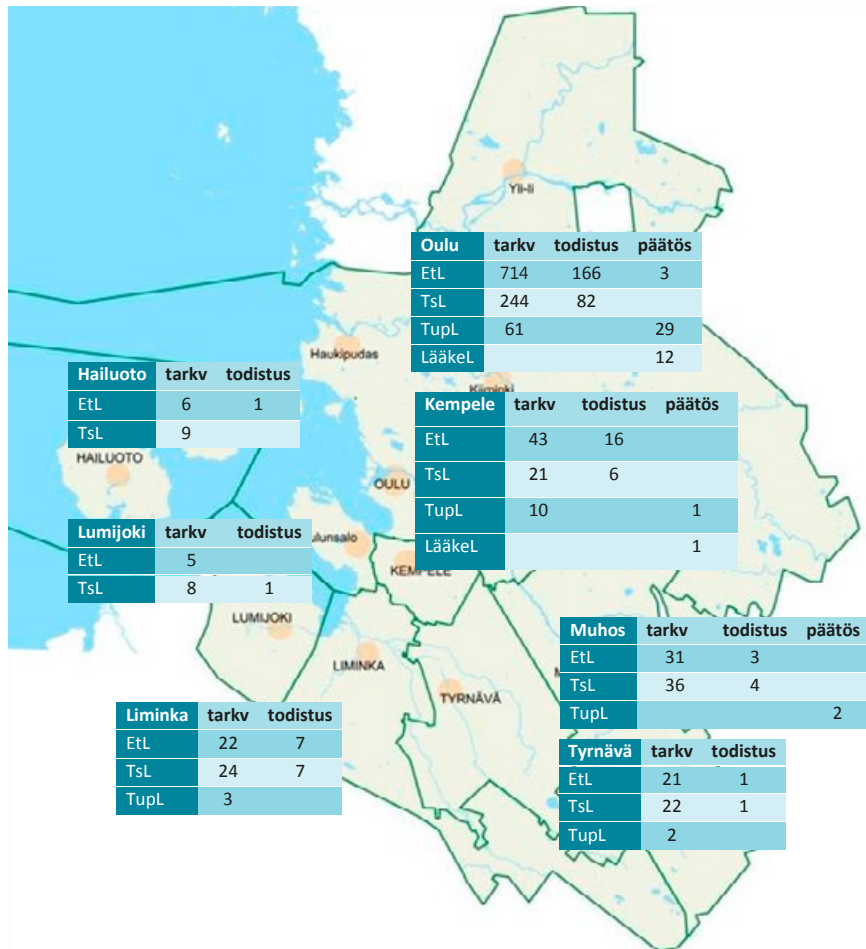 Yli-Ii
Oulu tarkv todistus päätös
EtL 714 166 3
TsL 244 82
TupL 61 29
LääkeL 12
Haukipudas
Hailuoto tarkv todistus
EtL 6 1
TsL 9
HAILUOTO
Kiiminki
Kempele tarkv todistus päätös
EtL 43 16
TsL 21 6
TupL 10 1
LääkeL 1
OULU
Lumijoki tarkv todistus
EtL 5
TsL 8 1
ulunsalo
KEMPELE
LUMIJOKI
LIMINKA
TYRNÄVÄ
M
Muhos tarkv todistus päätös
EtL 31 3
TsL 36 4
TupL 2
Liminka tarkv todistus
EtL 22 7
TsL 24 7
TupL 3
Tyrnävä tarkv todistus
EtL 21 1
TsL 22 1
TupL 2